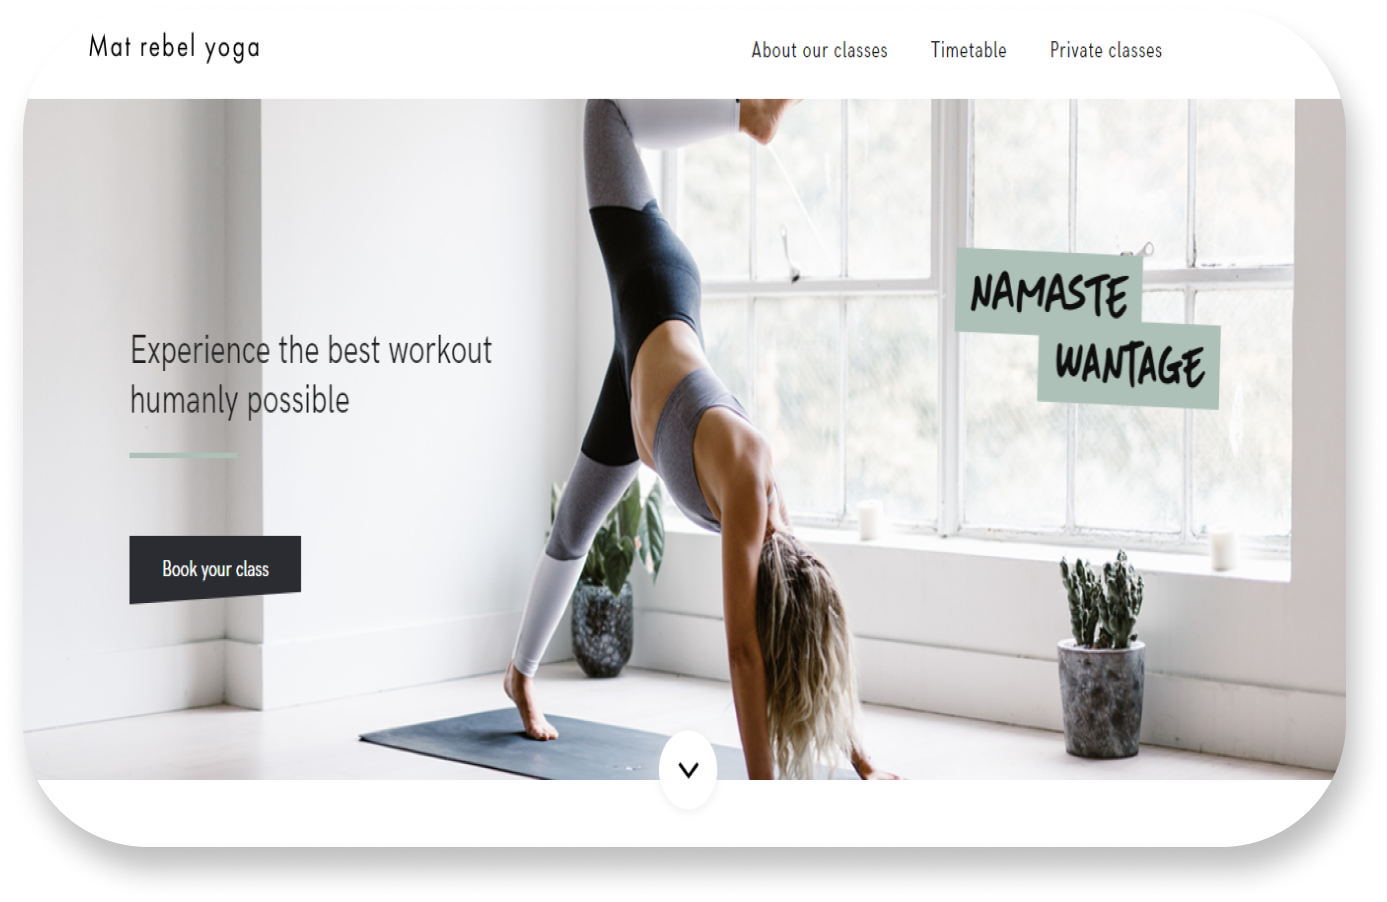 Mat rebel yoga
About our classes
Timetable
Private classes
NAMASTE
WANTAGE
Experience the best workout
humanly possible
Book your class